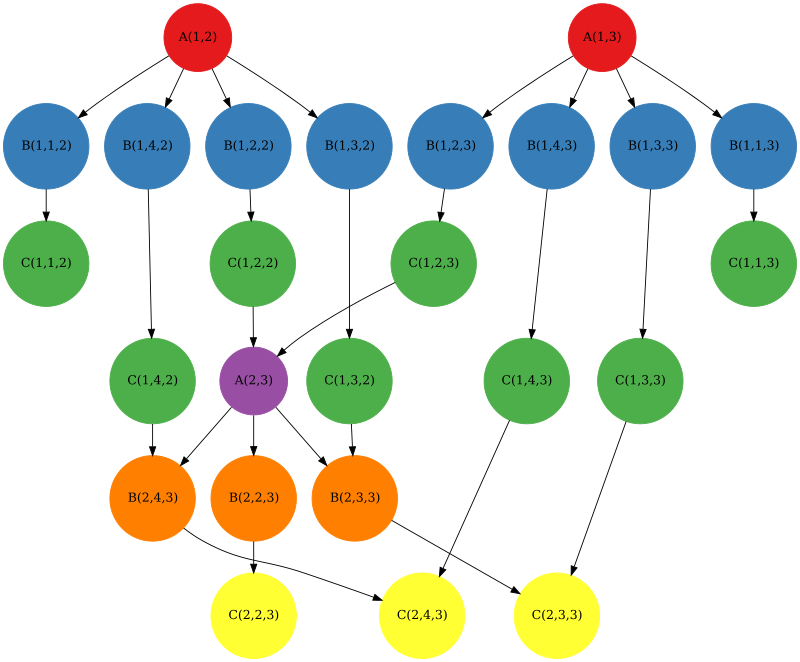 A(1,2)
A(1,3)
B(1,1,2)
B(1,4,2)
B(1,2,2)
B(1,3,2)
B(1,2,3)
B(1,4,3)
B(1,3,3)
B(1,1,3)
C(1,1,2)
C(1,2,2)
C(1,2,3)
C(1,1,3)
C(1,4,2)
A(2,3)
C(1,3,2)
C(1,4,3)
C(1,3,3)
B(2,4,3)
B(2,2,3)
B(2,3,3)
C(2,2,3)
C(2,4,3)
C(2,3,3)